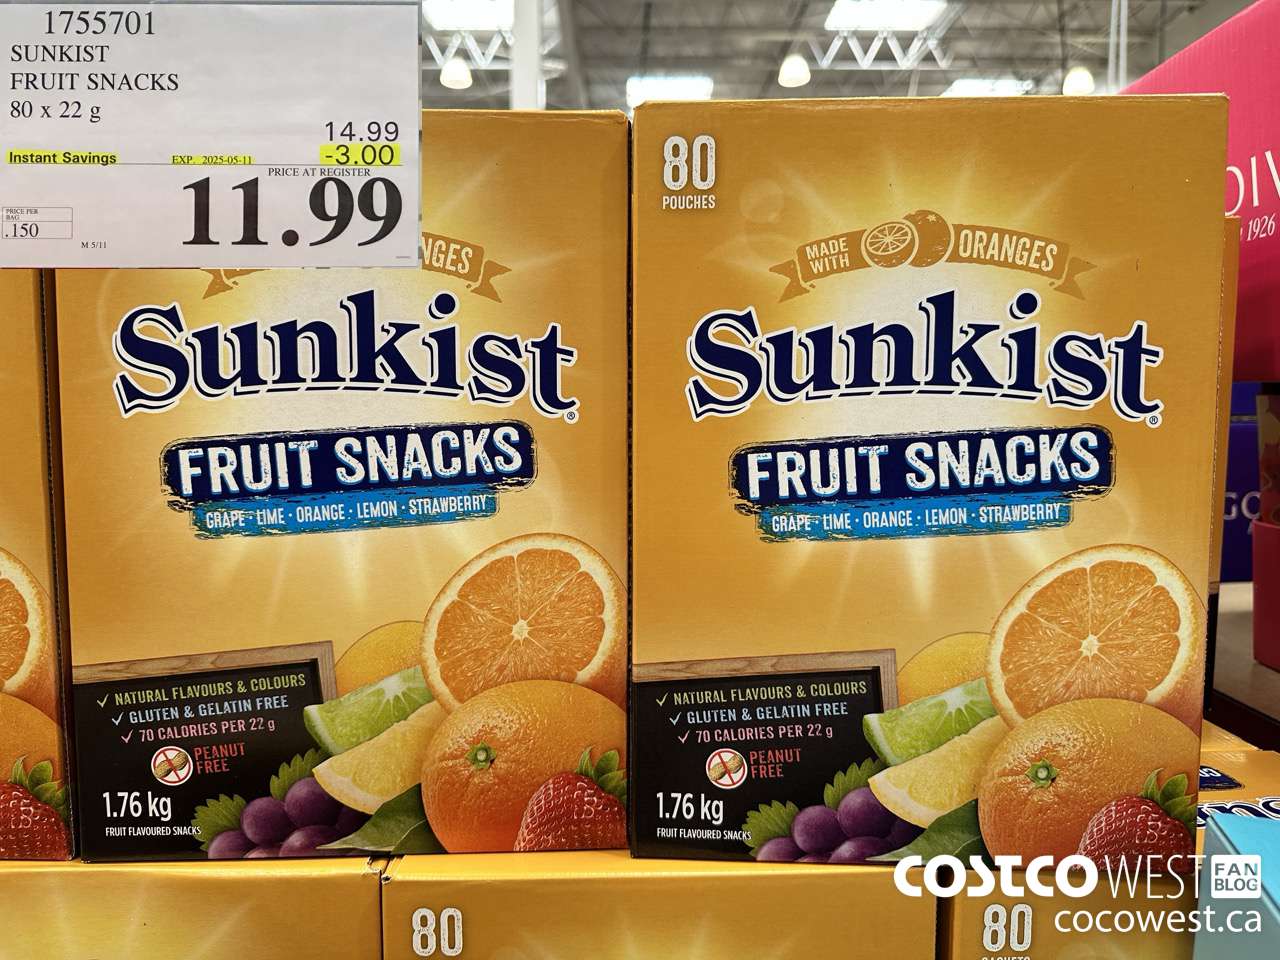 1755701
SUNKIST
FRUIT SNACKS
80 x 22 g
14.99
Instant Savings EXP. 2025-05-11 -3.00
PRICE AT REGISTER
11.99
PRICE PER
BAG
.150
M 5/11
NGES
Sunkist®
FRUIT SNACKS
GRAPE · LIME · ORANGE · LEMON · STRAWBERRY
✓ NATURAL FLAVOURS & COLOURS
✓ GLUTEN & GELATIN FREE
✓ 70 CALORIES PER 22 g
PEANUT
FREE
1.76 kg
FRUIT FLAVOURED SNACKS
80
POUCHES
MADE
WITH
ORANGES
Sunkist®
FRUIT SNACKS
GRAPE · LIME · ORANGE · LEMON · STRAWBERRY
✓ NATURAL FLAVOURS & COLOURS
✓ GLUTEN & GELATIN FREE
✓ 70 CALORIES PER 22 g
PEANUT
FREE
1.76 kg
FRUIT FLAVOURED SNACKS
1926
80
80
COSTCO WEST FAN
BLOG
cocowest.ca